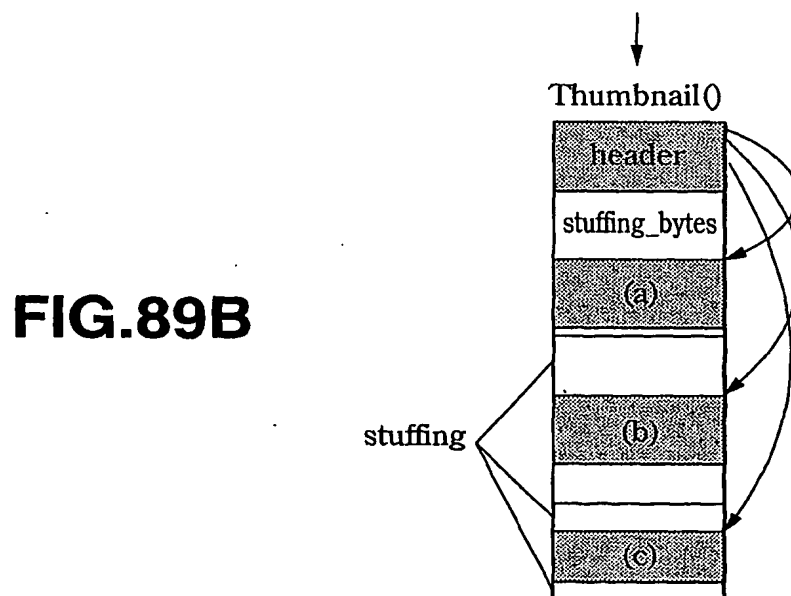 Thumbnail()
header
stuffing_bytes
(a)
FIG.89B
(b)
stuffing
(c)